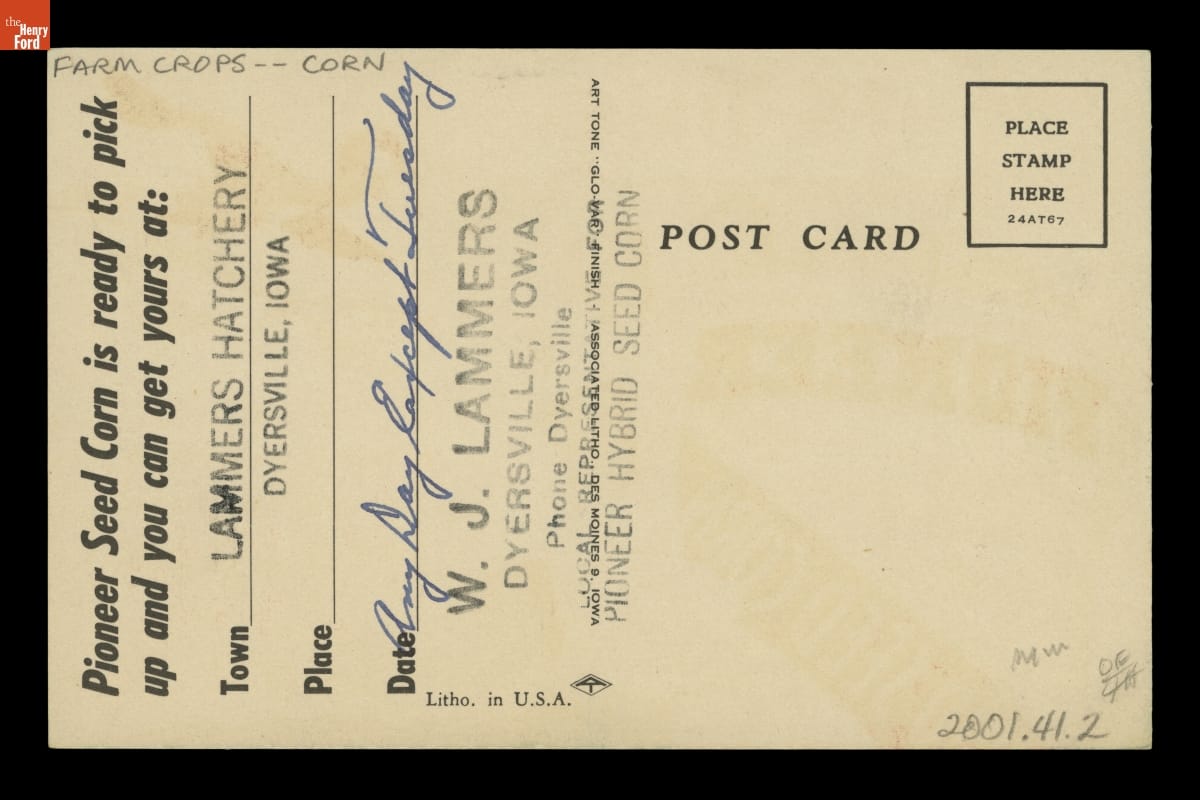 the
Henry
Ford
FARM CROPS -- CORN
Pioneer Seed Corn is ready to pick
up and you can get yours at:
LAMMERS HATCHERY
Town
DYERSVILLE, IOWA
Place
Date Any Day Except Tuesday
W. J. LAMMERS
DYERSVILLE, IOWA
Phone Dyersville
LOCAL REPRESENTATIVE FOR
PIONEER HYBRID SEED CORN
Litho. in U.S.A.
ART TONE "GLO-VAR" FINISH - ASSOCIATED LITHO. DES MOINES 9, IOWA
POST CARD
PLACE
STAMP
HERE
24AT67
2001.41.2